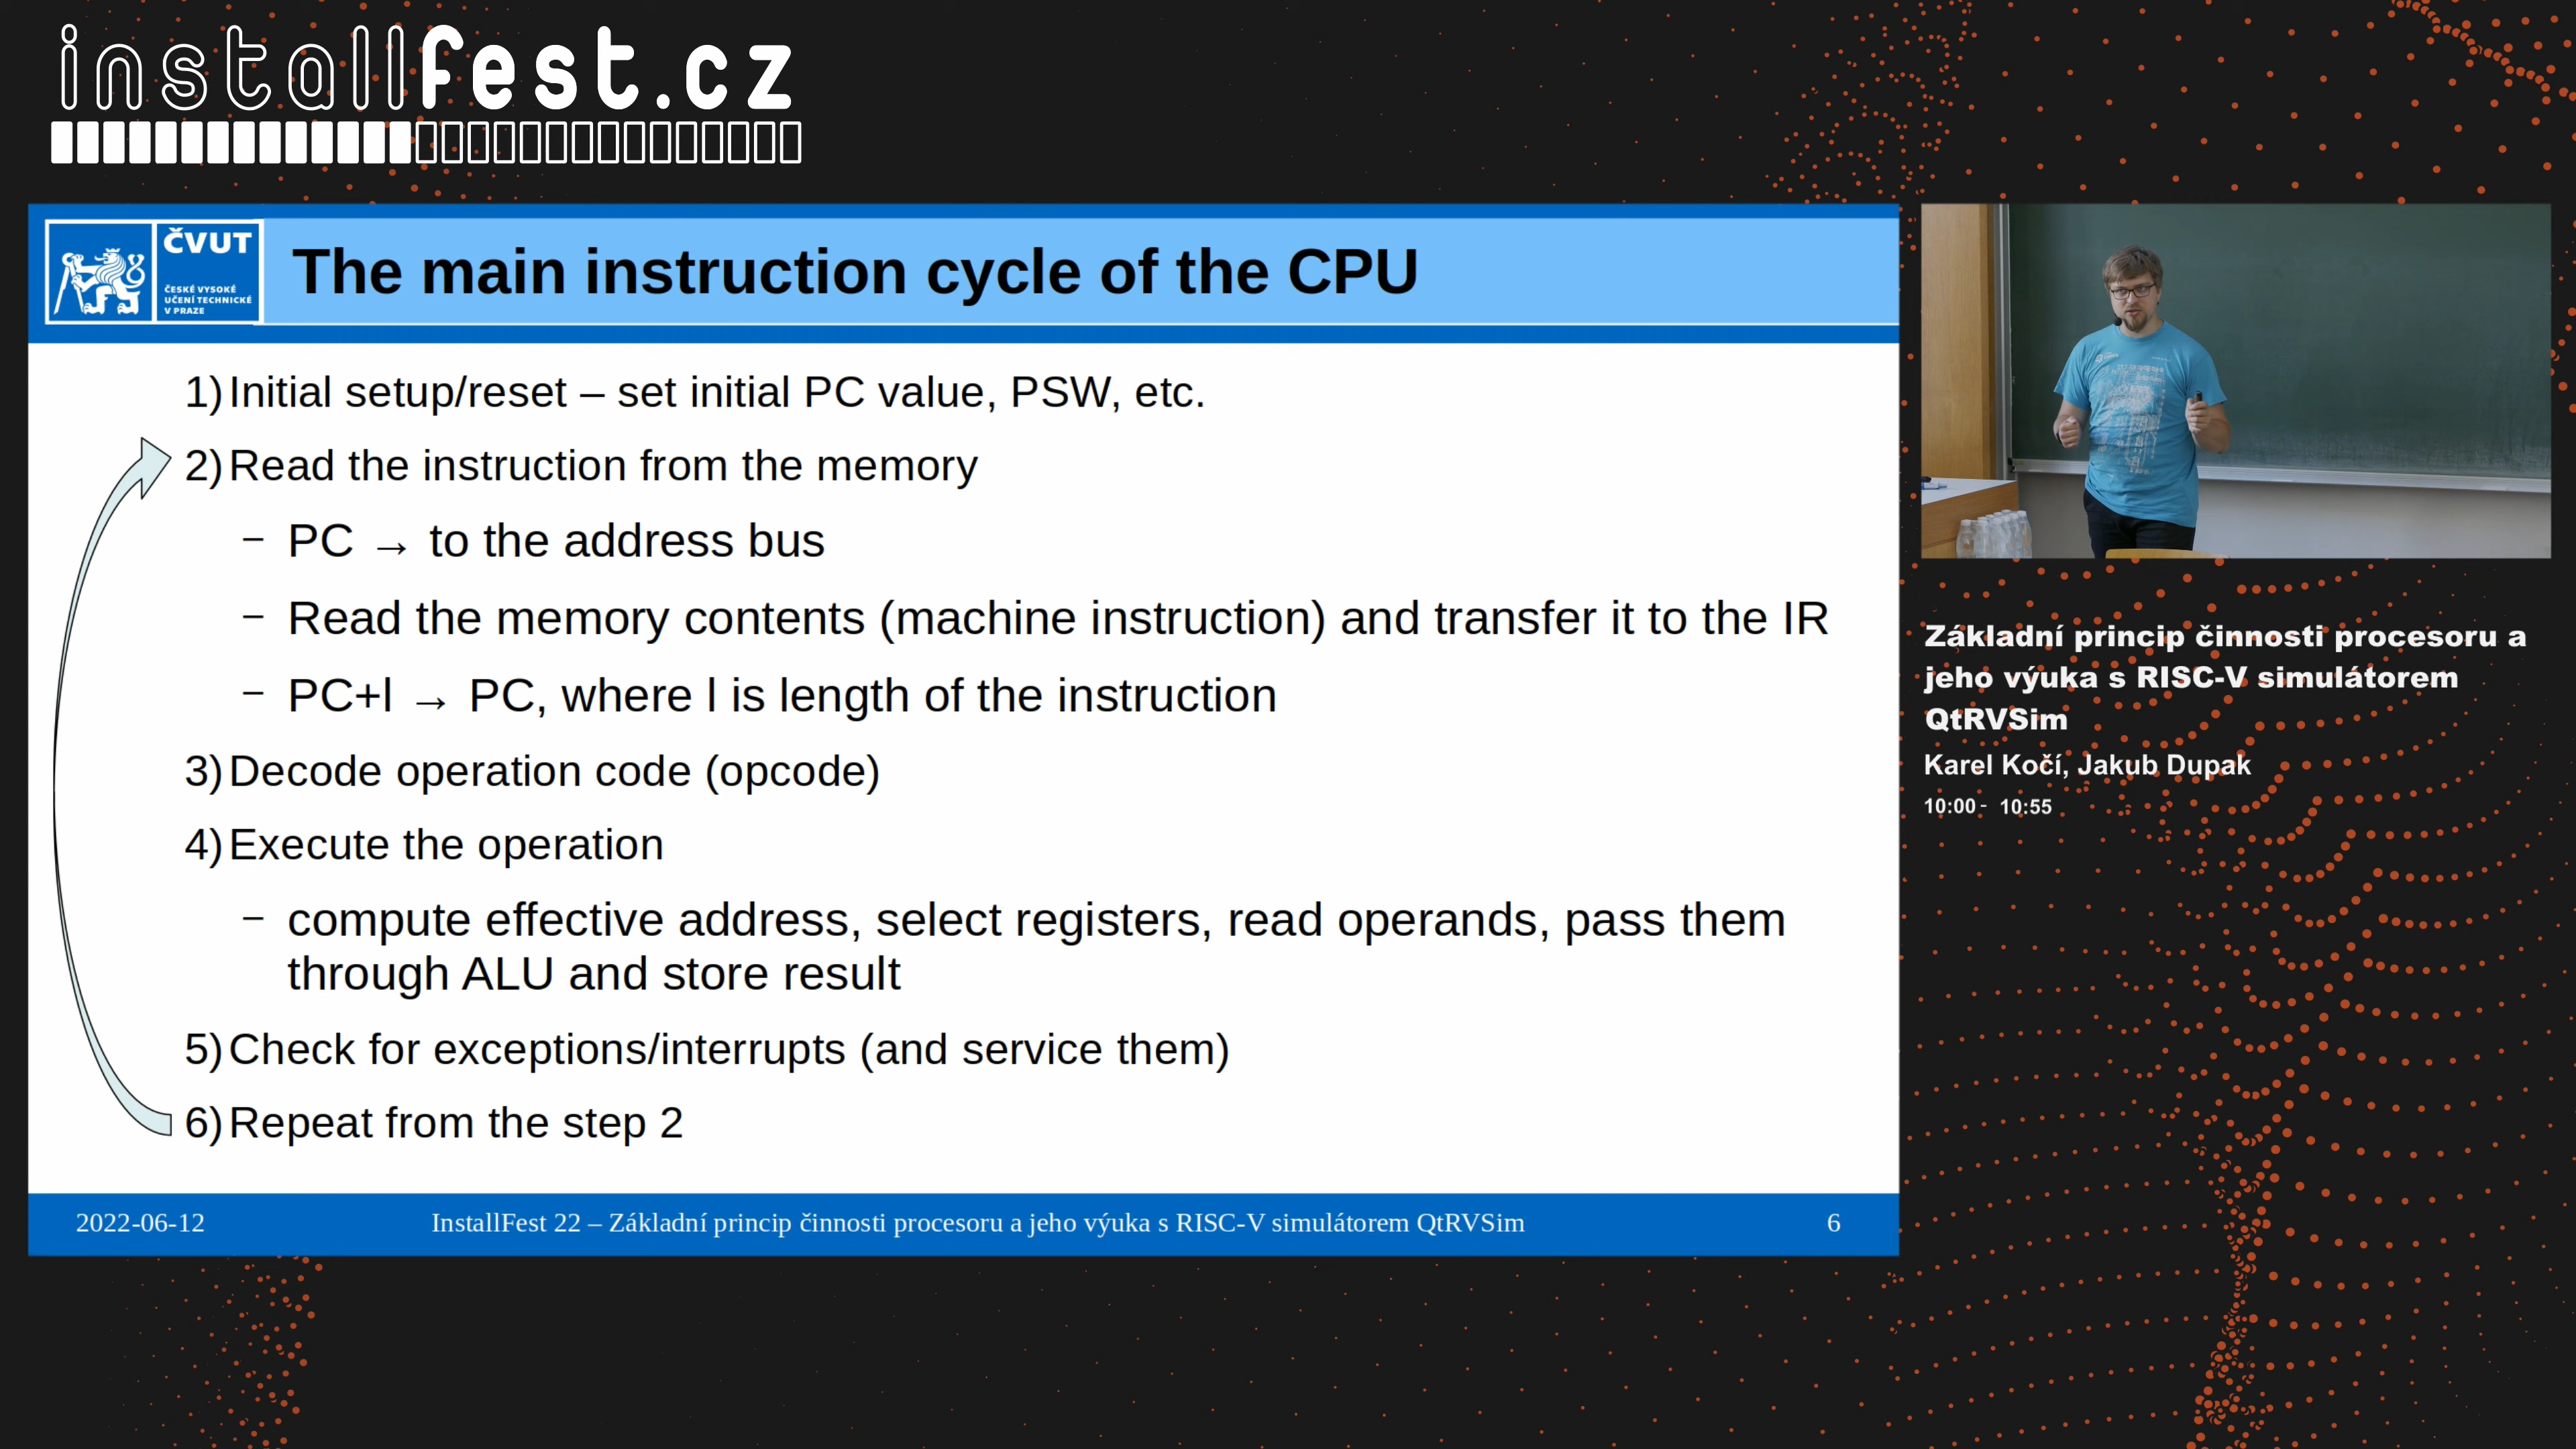 installfest.cz
ČVUT
ČESKÉ VYSOKÉ
UČENÍ TECHNICKÉ
V PRAZE
The main instruction cycle of the CPU
1) Initial setup/reset – set initial PC value, PSW, etc.
2) Read the instruction from the memory
– PC → to the address bus
– Read the memory contents (machine instruction) and transfer it to the IR
– PC+l → PC, where l is length of the instruction
3) Decode operation code (opcode)
4) Execute the operation
– compute effective address, select registers, read operands, pass them
through ALU and store result
5) Check for exceptions/interrupts (and service them)
6) Repeat from the step 2
2022-06-12
InstallFest 22 – Základní princip činnosti procesoru a jeho výuka s RISC-V simulátorem QtRVSim
6
Základní princip činnosti procesoru a
jeho výuka s RISC-V simulátorem
QtRVSim
Karel Kočí, Jakub Dupak
10:00 - 10:55